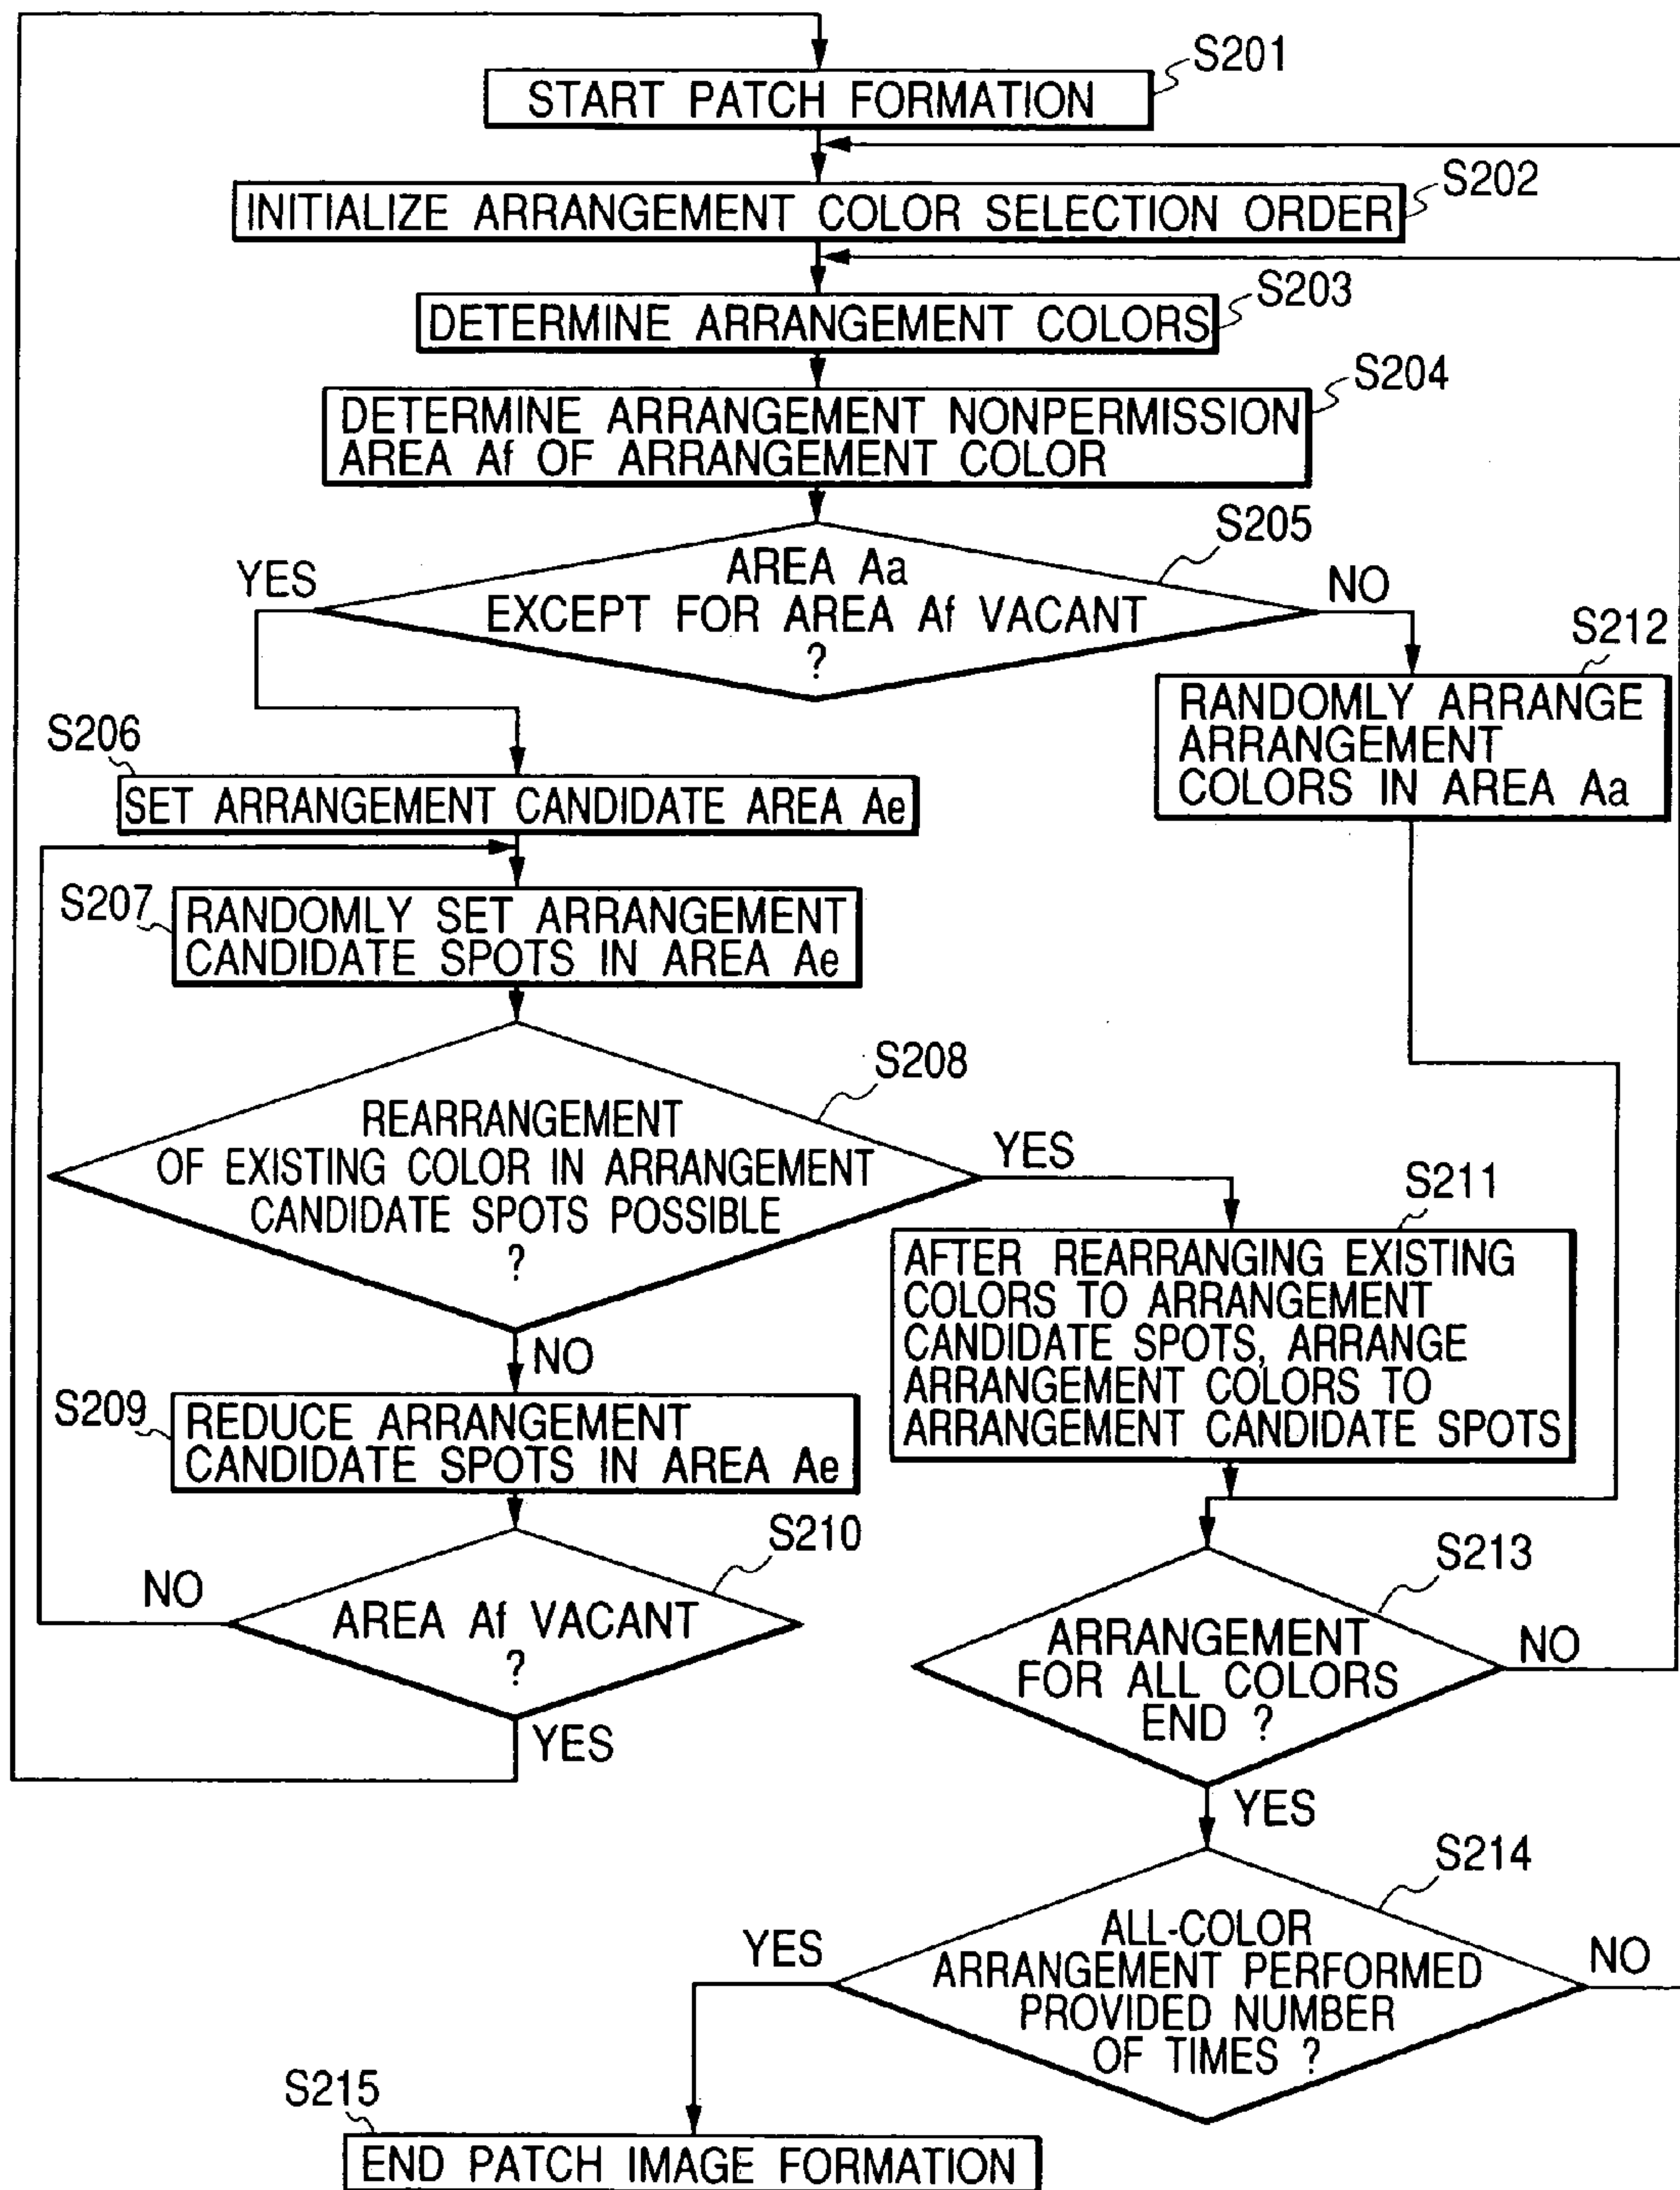 S201
START PATCH FORMATION
S202
INITIALIZE ARRANGEMENT COLOR SELECTION ORDER
S203
DETERMINE ARRANGEMENT COLORS
S204
DETERMINE ARRANGEMENT NONPERMISSION
AREA Af OF ARRANGEMENT COLOR
S205
AREA Aa
EXCEPT FOR AREA Af VACANT
?
YES
NO
S212
RANDOMLY ARRANGE
ARRANGEMENT
COLORS IN AREA Aa
S206
SET ARRANGEMENT CANDIDATE AREA Ae
S207
RANDOMLY SET ARRANGEMENT
CANDIDATE SPOTS IN AREA Ae
S208
REARRANGEMENT
OF EXISTING COLOR IN ARRANGEMENT
CANDIDATE SPOTS POSSIBLE
?
YES
NO
S211
AFTER REARRANGING EXISTING
COLORS TO ARRANGEMENT
CANDIDATE SPOTS, ARRANGE
ARRANGEMENT COLORS TO
ARRANGEMENT CANDIDATE SPOTS
S209
REDUCE ARRANGEMENT
CANDIDATE SPOTS IN AREA Ae
S210
AREA Af VACANT
?
NO
YES
S213
ARRANGEMENT
FOR ALL COLORS
END ?
NO
YES
S214
ALL-COLOR
ARRANGEMENT PERFORMED
PROVIDED NUMBER
OF TIMES ?
YES
NO
S215
END PATCH IMAGE FORMATION